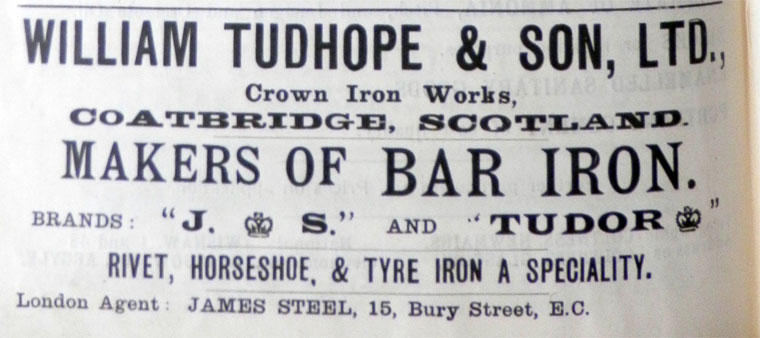 WILLIAM TUDHOPE & SON, LTD.,
Crown Iron Works,
COATBRIDGE, SCOTLAND.
MAKERS OF BAR IRON.
BRANDS: "J. S." AND "TUDOR"
RIVET, HORSESHOE, & TYRE IRON A SPECIALITY.
London Agent: JAMES STEEL, 15, Bury Street, E.C.